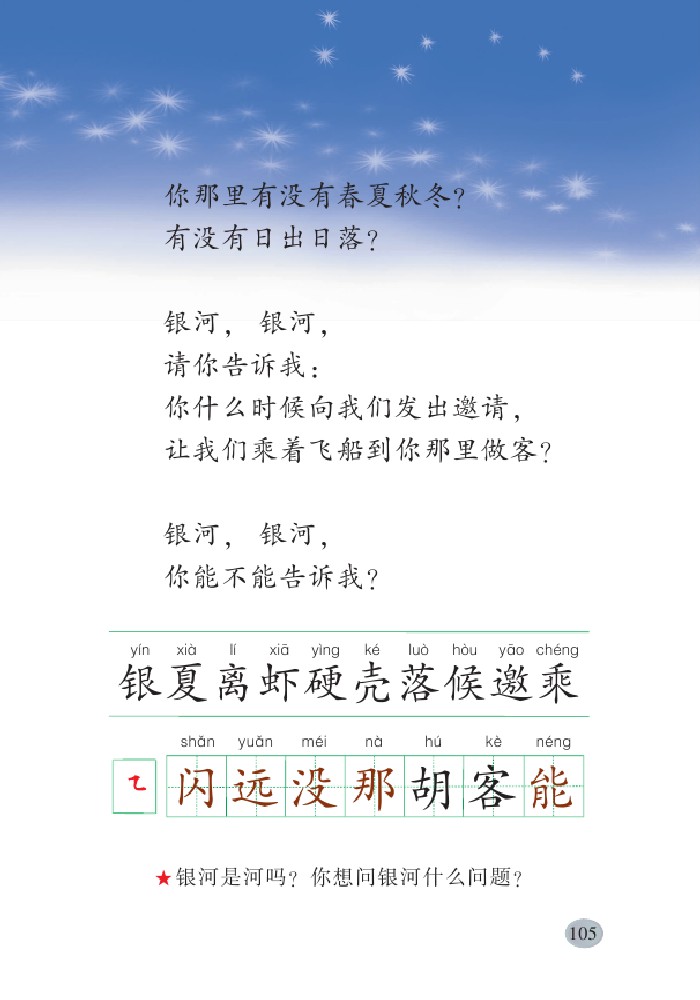 你那里有没有春夏秋冬？
有没有日出日落？
银河， 银河，
请你告诉我：
你什么时候向我们发出邀请，
让我们乘着飞船到你那里做客？
银河， 银河，
你能不能告诉我？
yín xià lí xiā yìng ké luò hòu yāo chéng
银 夏 离 虾 硬 壳 落 候 邀 乘
shǎn yuǎn méi nà hú kè néng
㇈ 闪 远 没 那 胡 客 能
★银河是河吗？你想问银河什么问题？
105